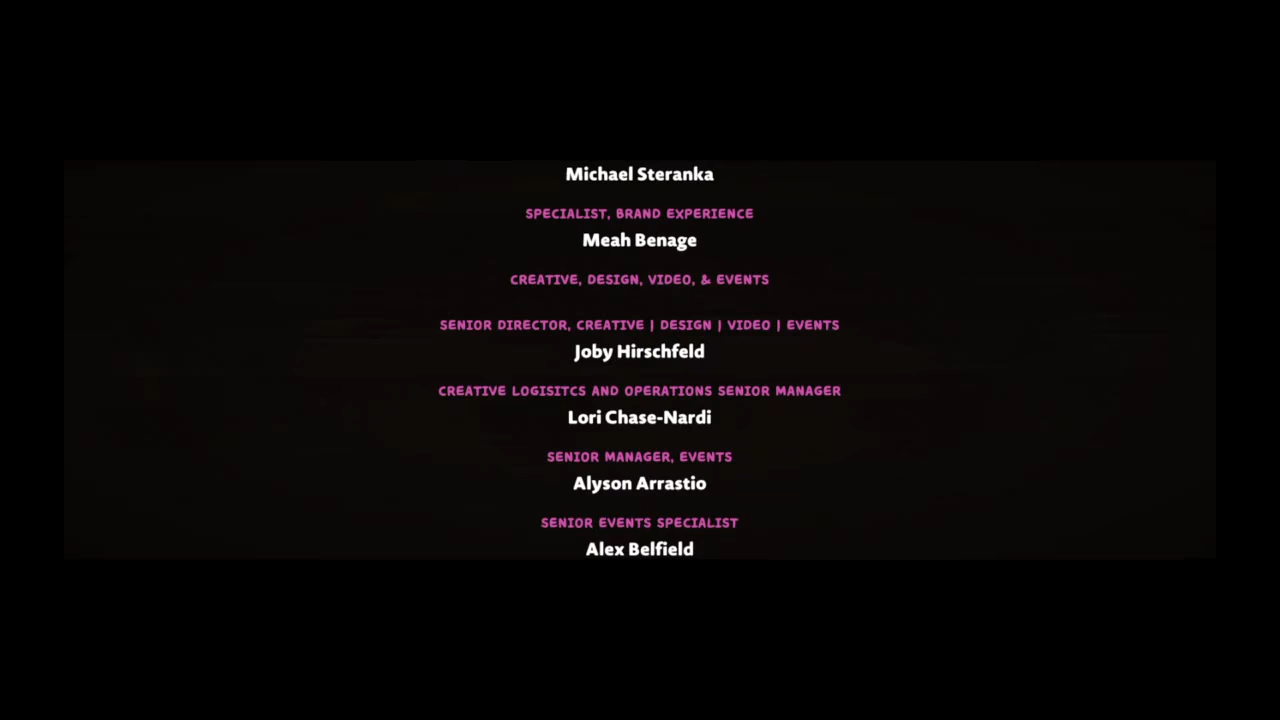 Michael Steranka
SPECIALIST, BRAND EXPERIENCE
Meah Benage
CREATIVE, DESIGN, VIDEO, & EVENTS
SENIOR DIRECTOR, CREATIVE | DESIGN | VIDEO | EVENTS
Joby Hirschfeld
CREATIVE LOGISITCS AND OPERATIONS SENIOR MANAGER
Lori Chase-Nardi
SENIOR MANAGER, EVENTS
Alyson Arrastio
SENIOR EVENTS SPECIALIST
Alex Belfield